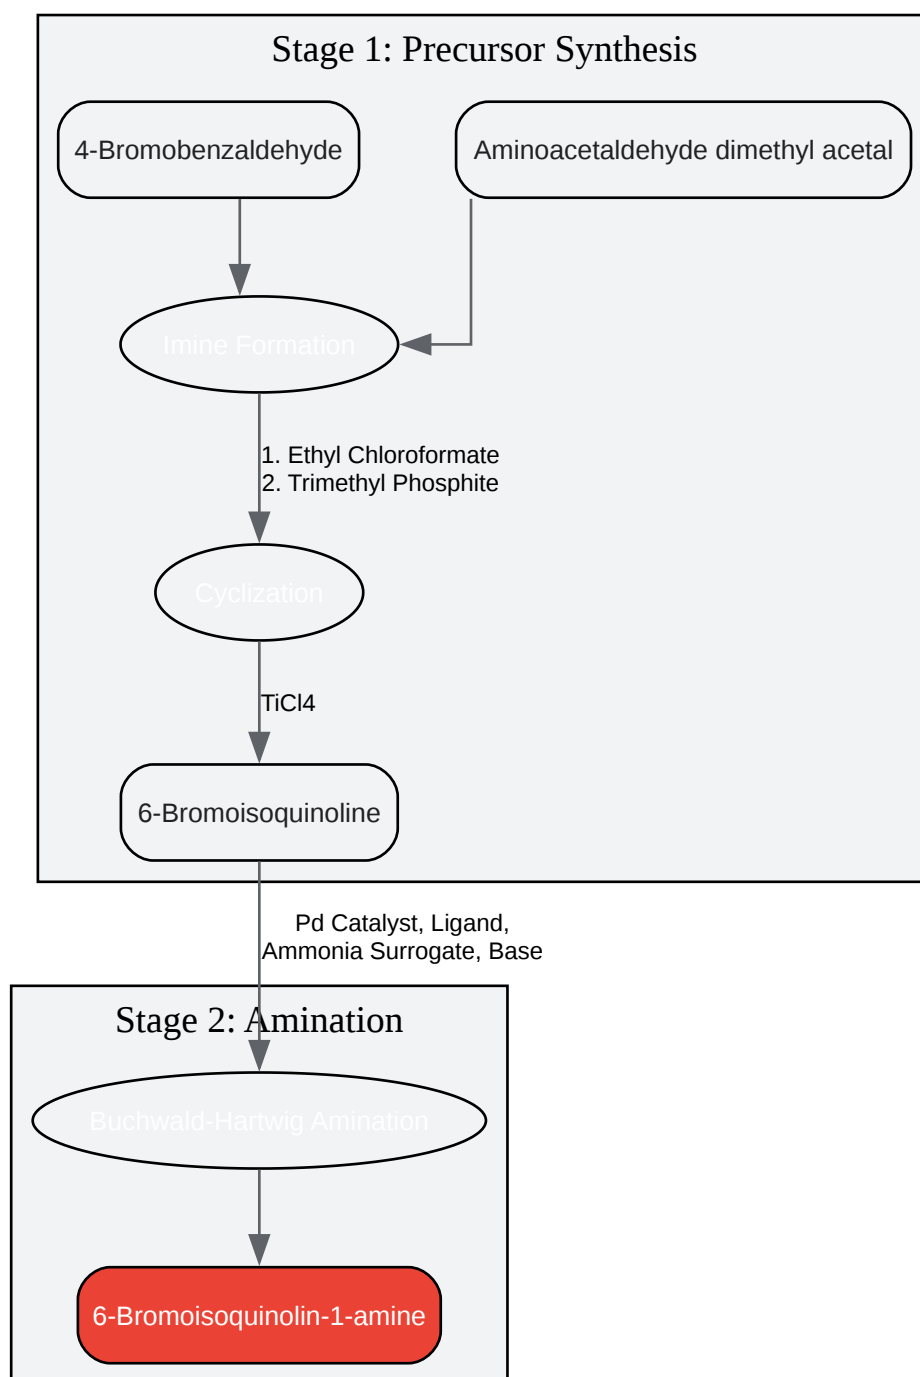 Stage 1: Precursor Synthesis
4-Bromobenzaldehyde
Aminoacetaldehyde dimethyl acetal
Imine Formation
1. Ethyl Chloroformate
2. Trimethyl Phosphite
Cyclization
TiCl4
6-Bromoisoquinoline
Pd Catalyst, Ligand,
Ammonia Surrogate, Base
Stage 2: Amination
Buchwald-Hartwig Amination
6-Bromoisoquinolin-1-amine